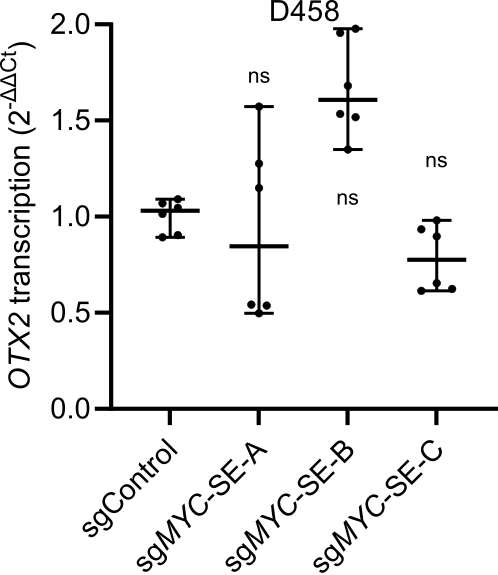 D458
OTX2 transcription (2-ΔΔCt)
2.0
1.5
1.0
0.5
0.0
ns
ns
ns
sgControl
sgMYC-SE-A
sgMYC-SE-B
sgMYC-SE-C